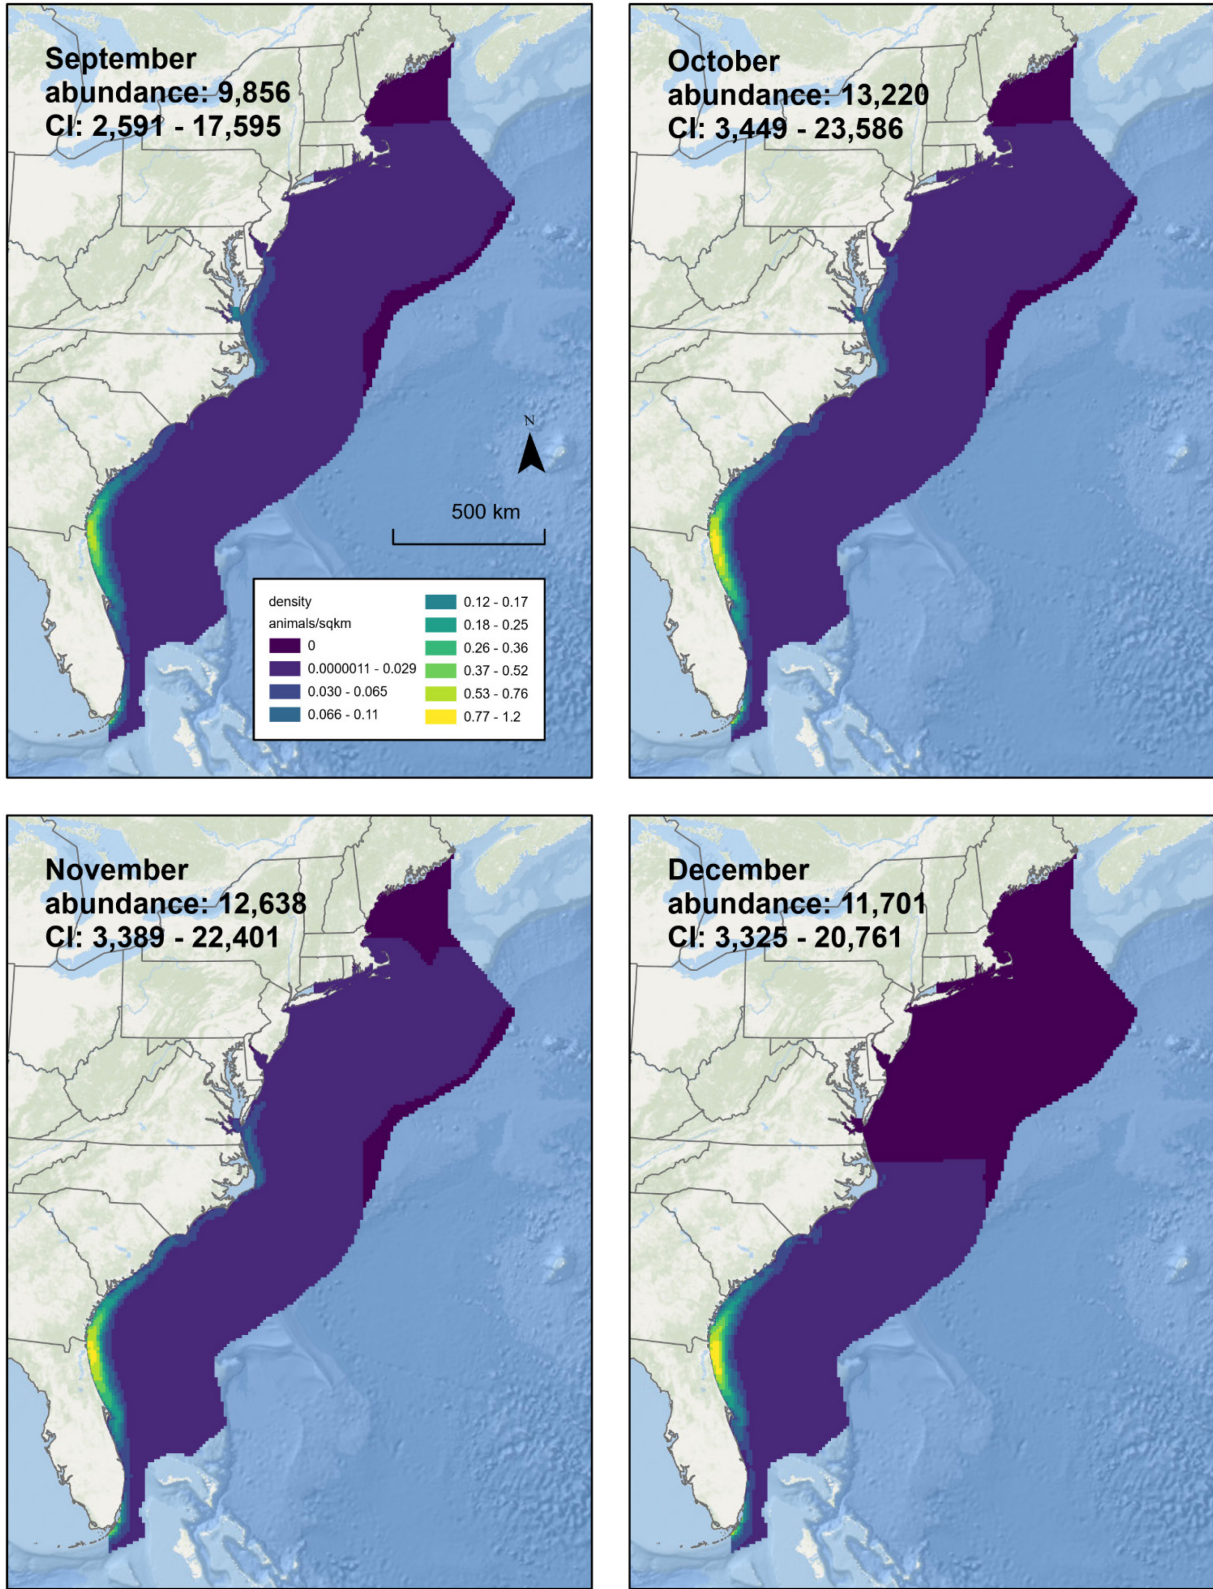 September
abundance: 9,856
CI: 2,591 - 17,595
October
abundance: 13,220
CI: 3,449 - 23,586
N
500 km
density
animals/sqkm
0
0.0000011 - 0.029
0.030 - 0.065
0.066 - 0.11
0.12 - 0.17
0.18 - 0.25
0.26 - 0.36
0.37 - 0.52
0.53 - 0.76
0.77 - 1.2
November
abundance: 12,638
CI: 3,389 - 22,401
December
abundance: 11,701
CI: 3,325 - 20,761